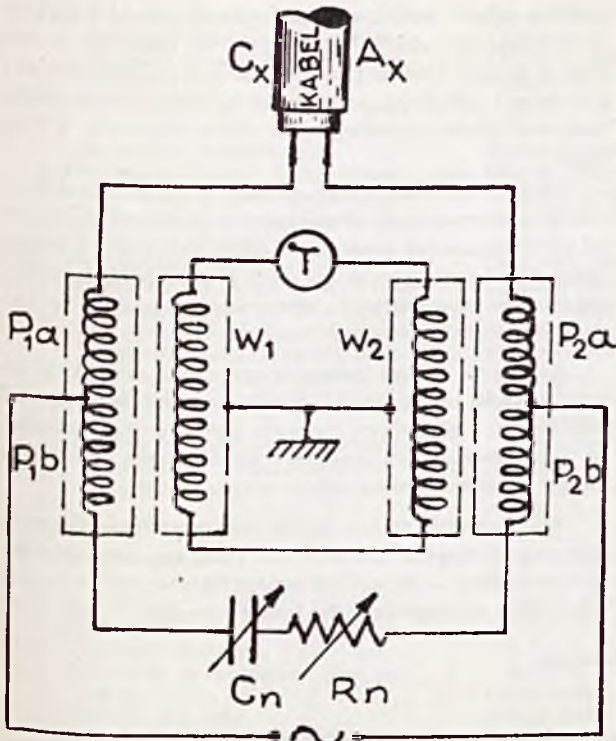 Cx KABEL Ax
T
P1a W1 W2 P2a
P1b P2b
Cn Rn
~